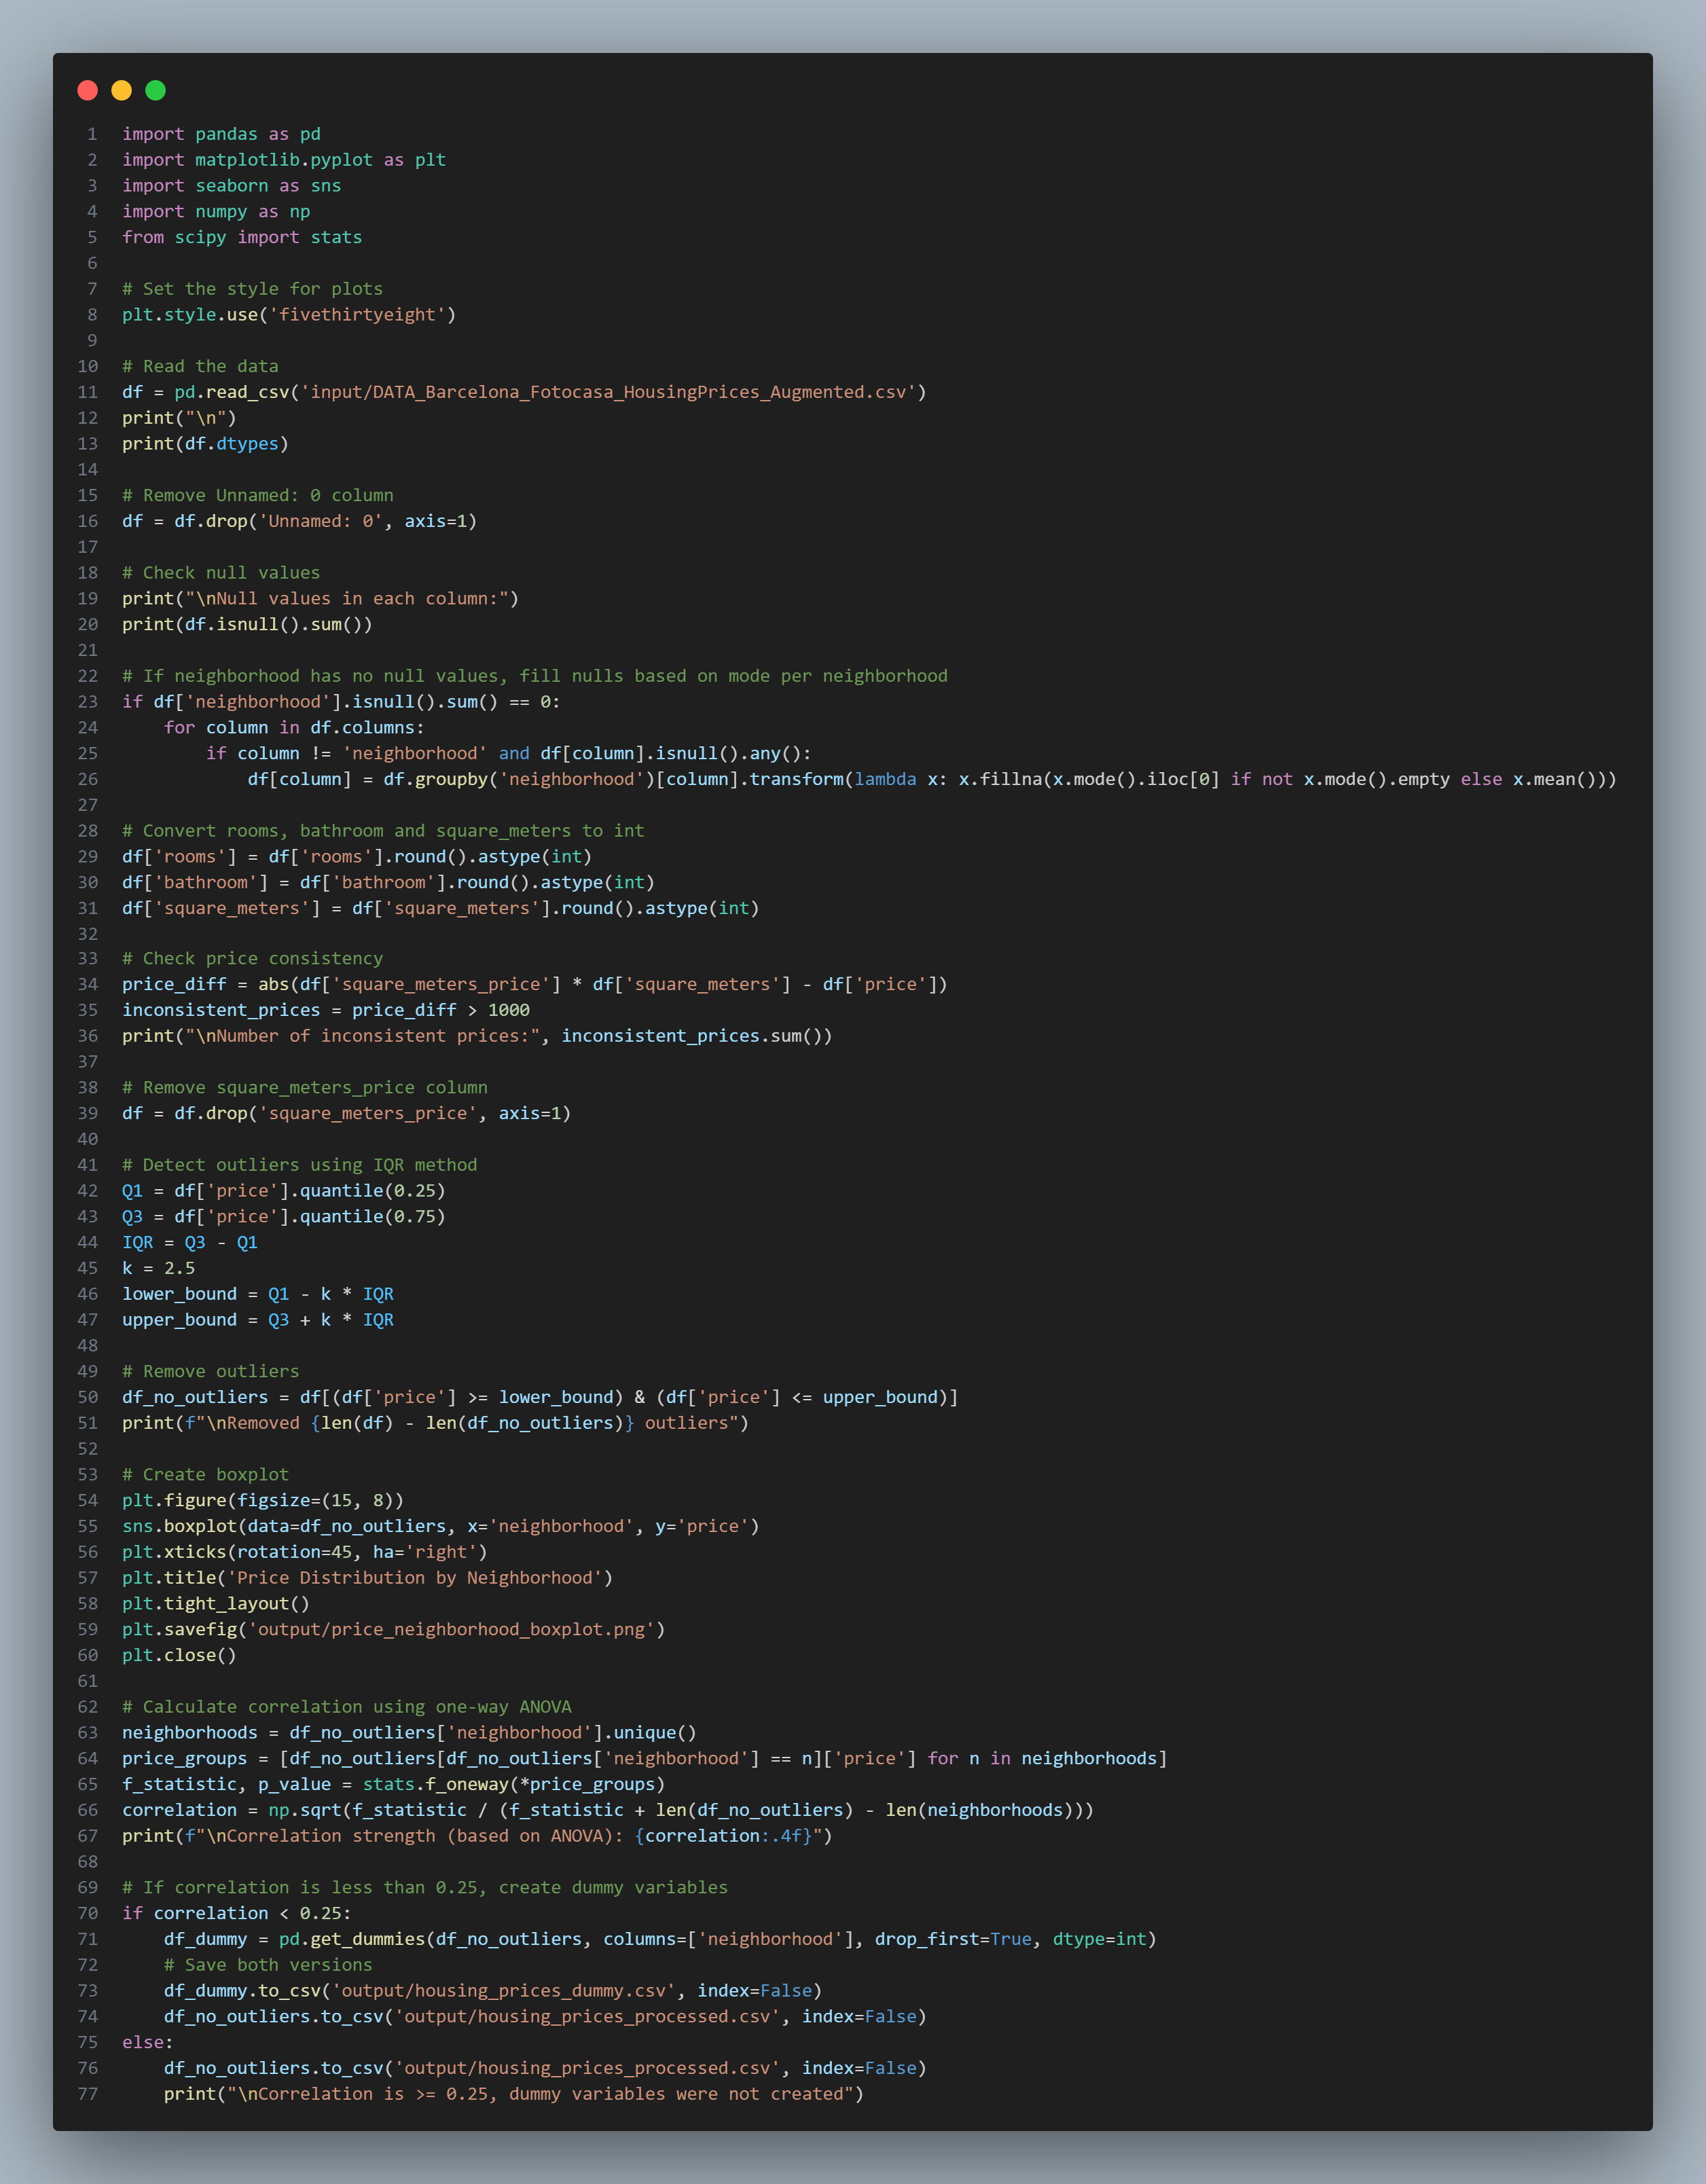 1 import pandas as pd
2 import matplotlib.pyplot as plt
3 import seaborn as sns
4 import numpy as np
5 from scipy import stats
6
7 # Set the style for plots
8 plt.style.use('fivethirtyeight')
9
10 # Read the data
11 df = pd.read_csv('input/DATA_Barcelona_Fotocasa_HousingPrices_Augmented.csv')
12 print("\n")
13 print(df.dtypes)
14
15 # Remove Unnamed: 0 column
16 df = df.drop('Unnamed: 0', axis=1)
17
18 # Check null values
19 print("\nNull values in each column:")
20 print(df.isnull().sum())
21
22 # If neighborhood has no null values, fill nulls based on mode per neighborhood
23 if df['neighborhood'].isnull().sum() == 0:
24     for column in df.columns:
25         if column != 'neighborhood' and df[column].isnull().any():
26             df[column] = df.groupby('neighborhood')[column].transform(lambda x: x.fillna(x.mode().iloc[0] if not x.mode().empty else x.mean()))
27
28 # Convert rooms, bathroom and square_meters to int
29 df['rooms'] = df['rooms'].round().astype(int)
30 df['bathroom'] = df['bathroom'].round().astype(int)
31 df['square_meters'] = df['square_meters'].round().astype(int)
32
33 # Check price consistency
34 price_diff = abs(df['square_meters_price'] * df['square_meters'] - df['price'])
35 inconsistent_prices = price_diff > 1000
36 print("\nNumber of inconsistent prices:", inconsistent_prices.sum())
37
38 # Remove square_meters_price column
39 df = df.drop('square_meters_price', axis=1)
40
41 # Detect outliers using IQR method
42 Q1 = df['price'].quantile(0.25)
43 Q3 = df['price'].quantile(0.75)
44 IQR = Q3 - Q1
45 k = 2.5
46 lower_bound = Q1 - k * IQR
47 upper_bound = Q3 + k * IQR
48
49 # Remove outliers
50 df_no_outliers = df[(df['price'] >= lower_bound) & (df['price'] <= upper_bound)]
51 print(f"\nRemoved {len(df) - len(df_no_outliers)} outliers")
52
53 # Create boxplot
54 plt.figure(figsize=(15, 8))
55 sns.boxplot(data=df_no_outliers, x='neighborhood', y='price')
56 plt.xticks(rotation=45, ha='right')
57 plt.title('Price Distribution by Neighborhood')
58 plt.tight_layout()
59 plt.savefig('output/price_neighborhood_boxplot.png')
60 plt.close()
61
62 # Calculate correlation using one-way ANOVA
63 neighborhoods = df_no_outliers['neighborhood'].unique()
64 price_groups = [df_no_outliers[df_no_outliers['neighborhood'] == n]['price'] for n in neighborhoods]
65 f_statistic, p_value = stats.f_oneway(*price_groups)
66 correlation = np.sqrt(f_statistic / (f_statistic + len(df_no_outliers) - len(neighborhoods)))
67 print(f"\nCorrelation strength (based on ANOVA): {correlation:.4f}")
68
69 # If correlation is less than 0.25, create dummy variables
70 if correlation < 0.25:
71     df_dummy = pd.get_dummies(df_no_outliers, columns=['neighborhood'], drop_first=True, dtype=int)
72     # Save both versions
73     df_dummy.to_csv('output/housing_prices_dummy.csv', index=False)
74     df_no_outliers.to_csv('output/housing_prices_processed.csv', index=False)
75 else:
76     df_no_outliers.to_csv('output/housing_prices_processed.csv', index=False)
77     print("\nCorrelation is >= 0.25, dummy variables were not created")